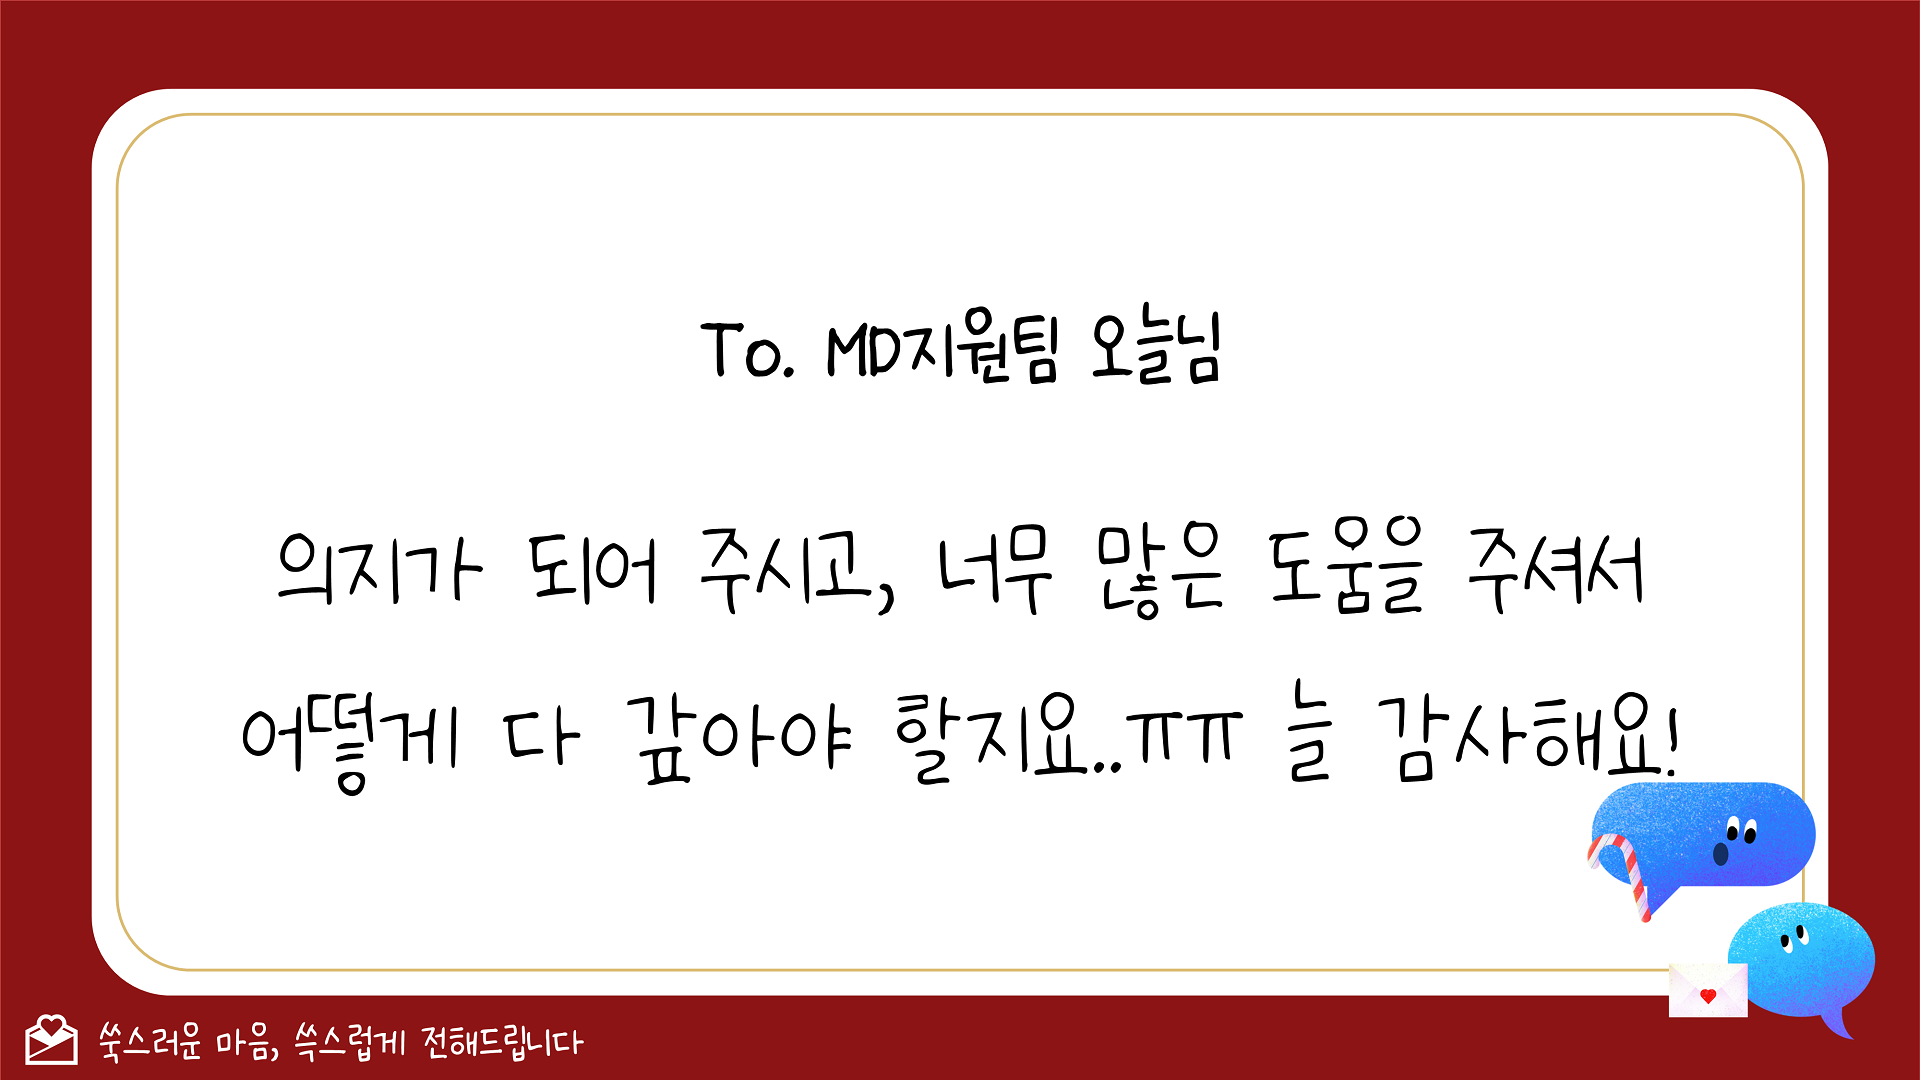 To. MD지원팀 오늘님
의지가 되어 주시고, 너무 많은 도움을 주셔서
어떻게 다 갚아야 할지요..ㅠㅠ 늘 감사해요!
쑥스러운 마음, 쓱스럽게 전해드립니다